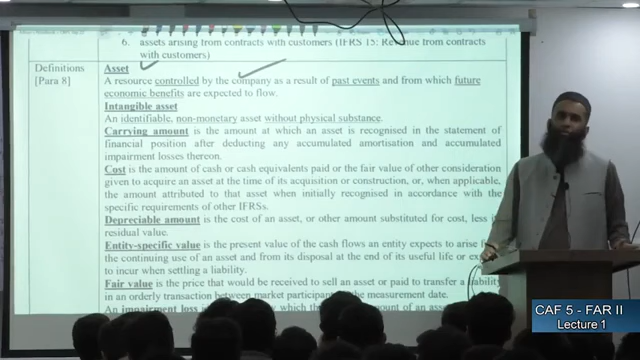 6. assets arising from contracts with customers (IFRS 15: Revenue from contracts
with customers)
Definitions
[Para 8]
Asset
A resource controlled by the company as a result of past events and from which future
economic benefits are expected to flow.
Intangible asset
An identifiable, non-monetary asset without physical substance.
Carrying amount is the amount at which an asset is recognised in the statement of
financial position after deducting any accumulated amortisation and accumulated
impairment losses thereon.
Cost is the amount of cash or cash equivalents paid or the fair value of other consideration
given to acquire an asset at the time of its acquisition or construction, or, when applicable,
the amount attributed to that asset when initially recognised in accordance with the
specific requirements of other IFRSs.
Depreciable amount is the cost of an asset, or other amount substituted for cost, less
residual value.
Entity-specific value is the present value of the cash flows an entity expects to arise
the continuing use of an asset and from its disposal at the end of its useful life or
to incur when settling a liability.
Fair value is the price that would be received to sell an asset or paid to transfer a liability
in an orderly transaction between market participants the measurement date.
An impairment loss is which the amount of an
CAF 5 - FAR II
Lecture 1